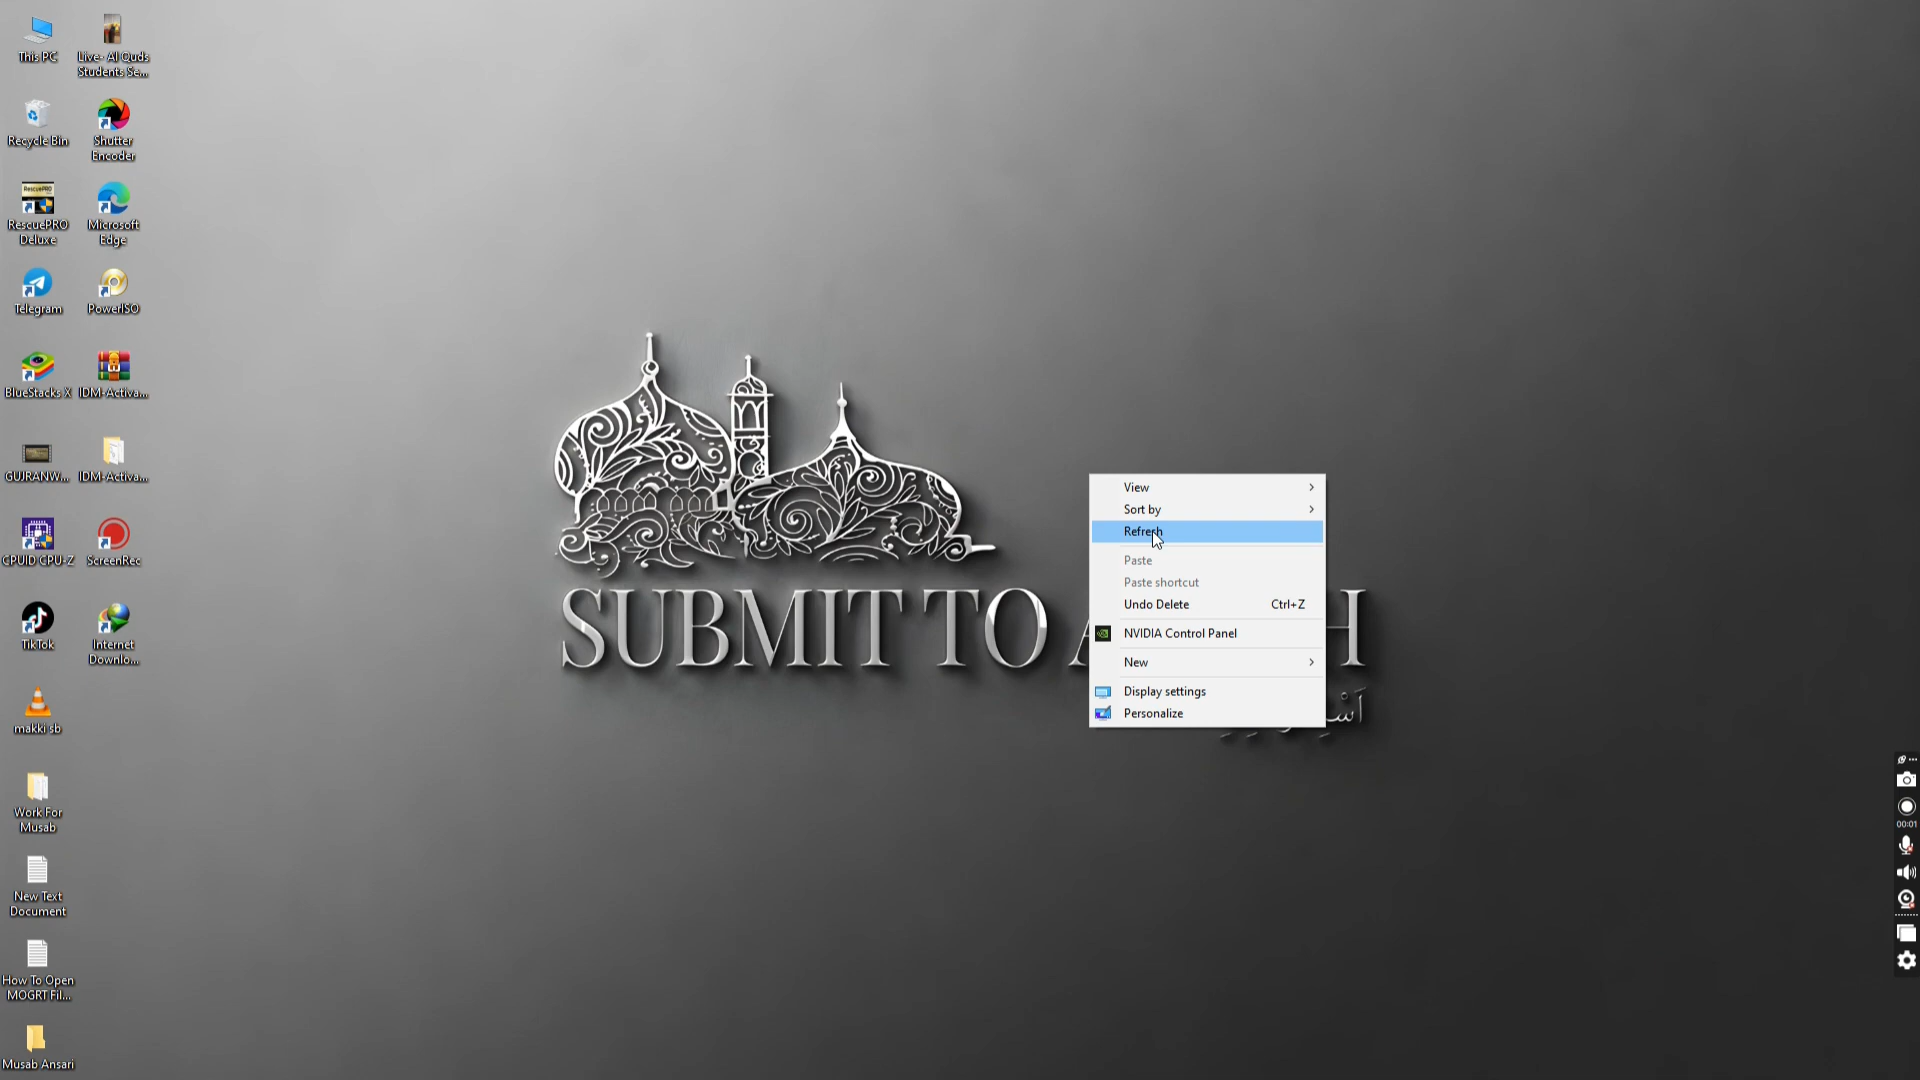 This PC
Live- Al Quds
Students Se...
Recycle Bin
Shutter
Encoder
RescuePRO
RescuePRO
Deluxe
Microsoft
Edge
Telegram
PowerISO
BlueStacks X
IDM-Activa...
GUJRANW...
IDM-Activa...
CPUID CPU-Z
ScreenRec
TikTok
Internet
Downlo...
makki sb
Work For
Musab
New Text
Document
How To Open
MOGRT Fil...
Musab Ansari
SUBMIT TO
View
Sort by
Refresh
Paste
Paste shortcut
Undo Delete Ctrl+Z
NVIDIA Control Panel
New
Display settings
Personalize
00:01